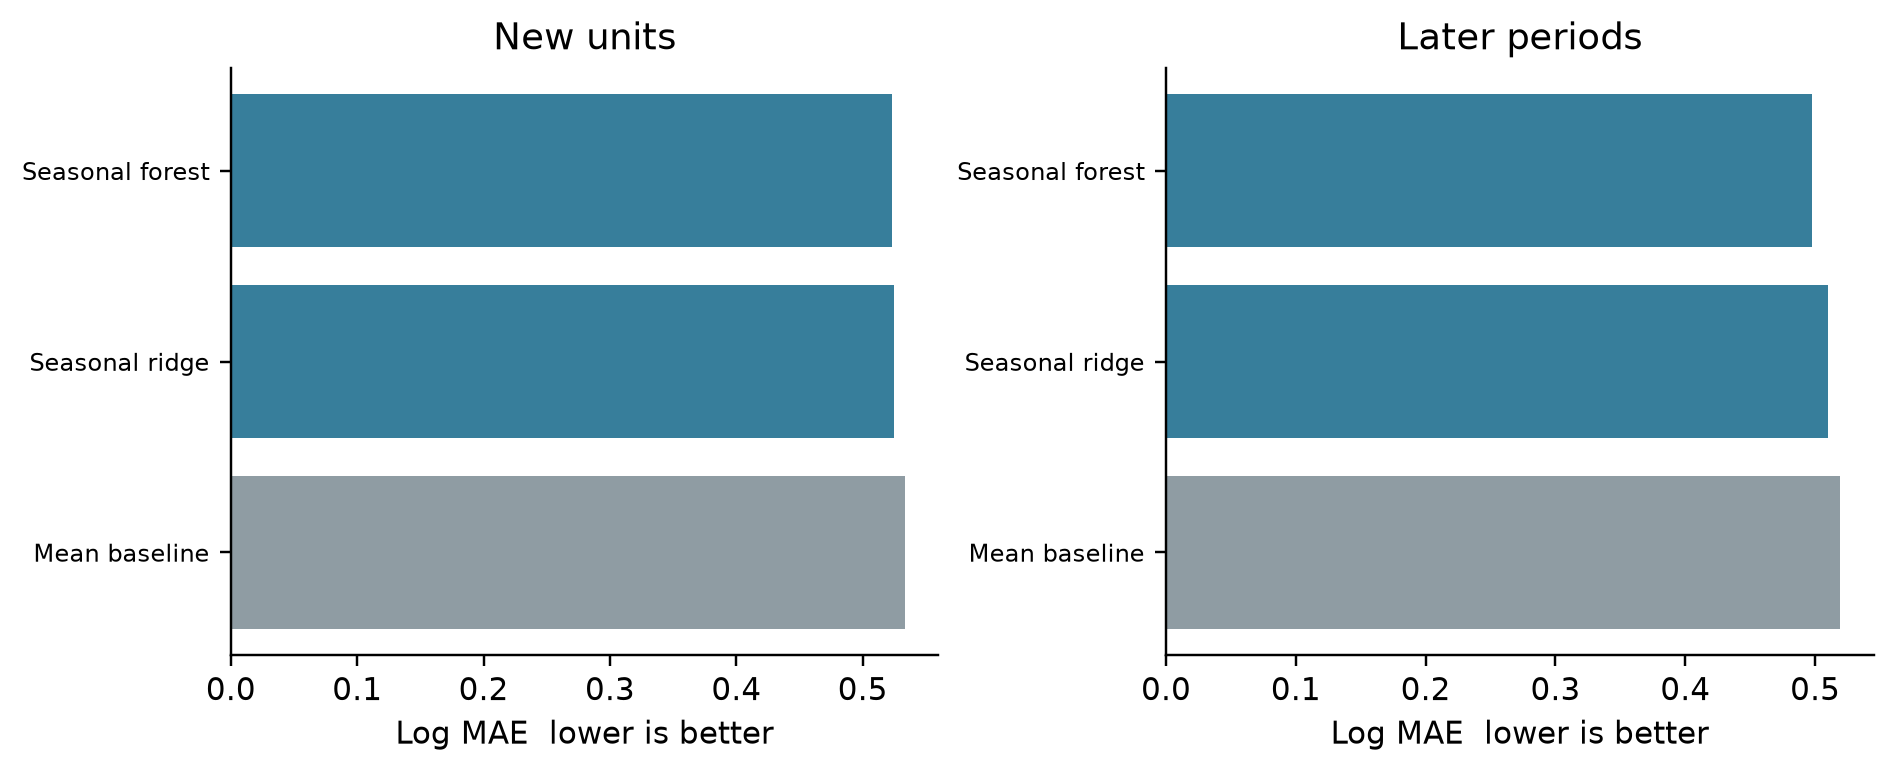 New units
Seasonal forest
Seasonal ridge
Mean baseline
0.0 0.1 0.2 0.3 0.4 0.5
Log MAE  lower is better
Later periods
Seasonal forest
Seasonal ridge
Mean baseline
0.0 0.1 0.2 0.3 0.4 0.5
Log MAE  lower is better